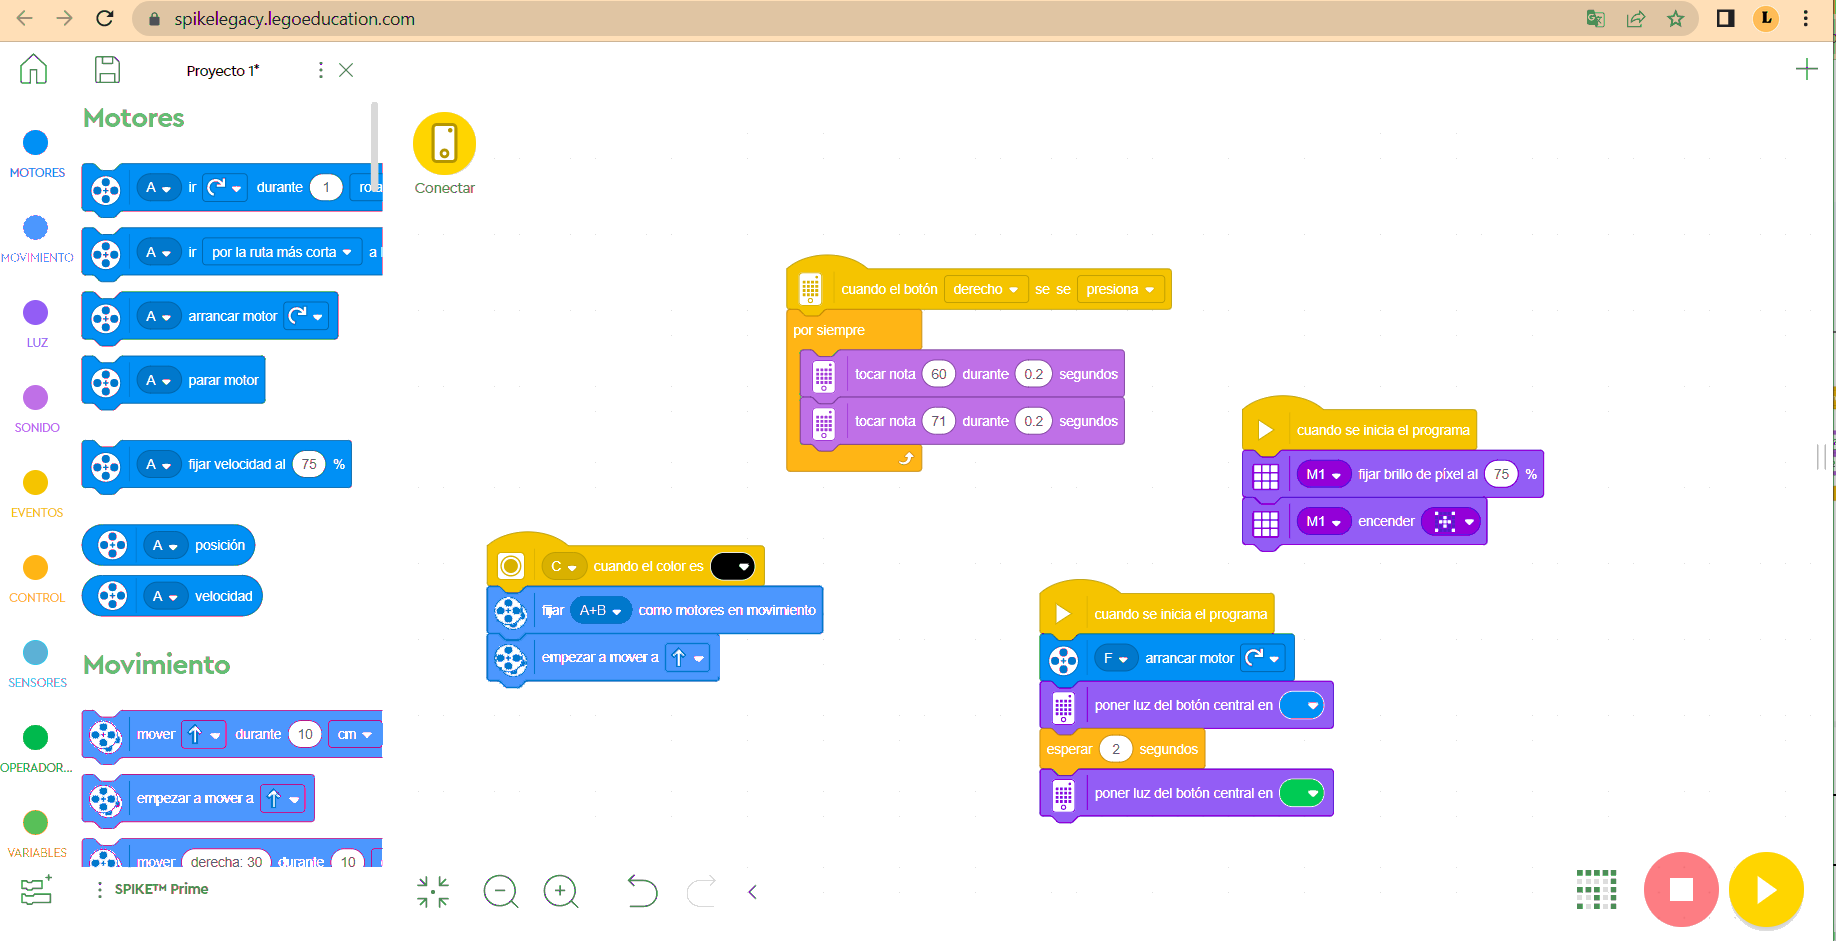 spikelegacy.legoeducation.com
L
Proyecto 1*
Motores
MOTORES
MOVIMIENTO
LUZ
SONIDO
EVENTOS
CONTROL
SENSORES
OPERADOR...
VARIABLES
A ir durante 1
A ir por la ruta más corta a
A arrancar motor
A parar motor
A fijar velocidad al 75 %
A posición
A velocidad
Movimiento
mover durante 10 cm
empezar a mover a
mover derecha: 30 durante 10
SPIKE™ Prime
Conectar
cuando el botón derecho se se presiona
por siempre
tocar nota 60 durante 0.2 segundos
tocar nota 71 durante 0.2 segundos
C cuando el color es
fijar A+B como motores en movimiento
empezar a mover a
cuando se inicia el programa
M1 fijar brillo de píxel al 75 %
M1 encender
cuando se inicia el programa
F arrancar motor
poner luz del botón central en
esperar 2 segundos
poner luz del botón central en